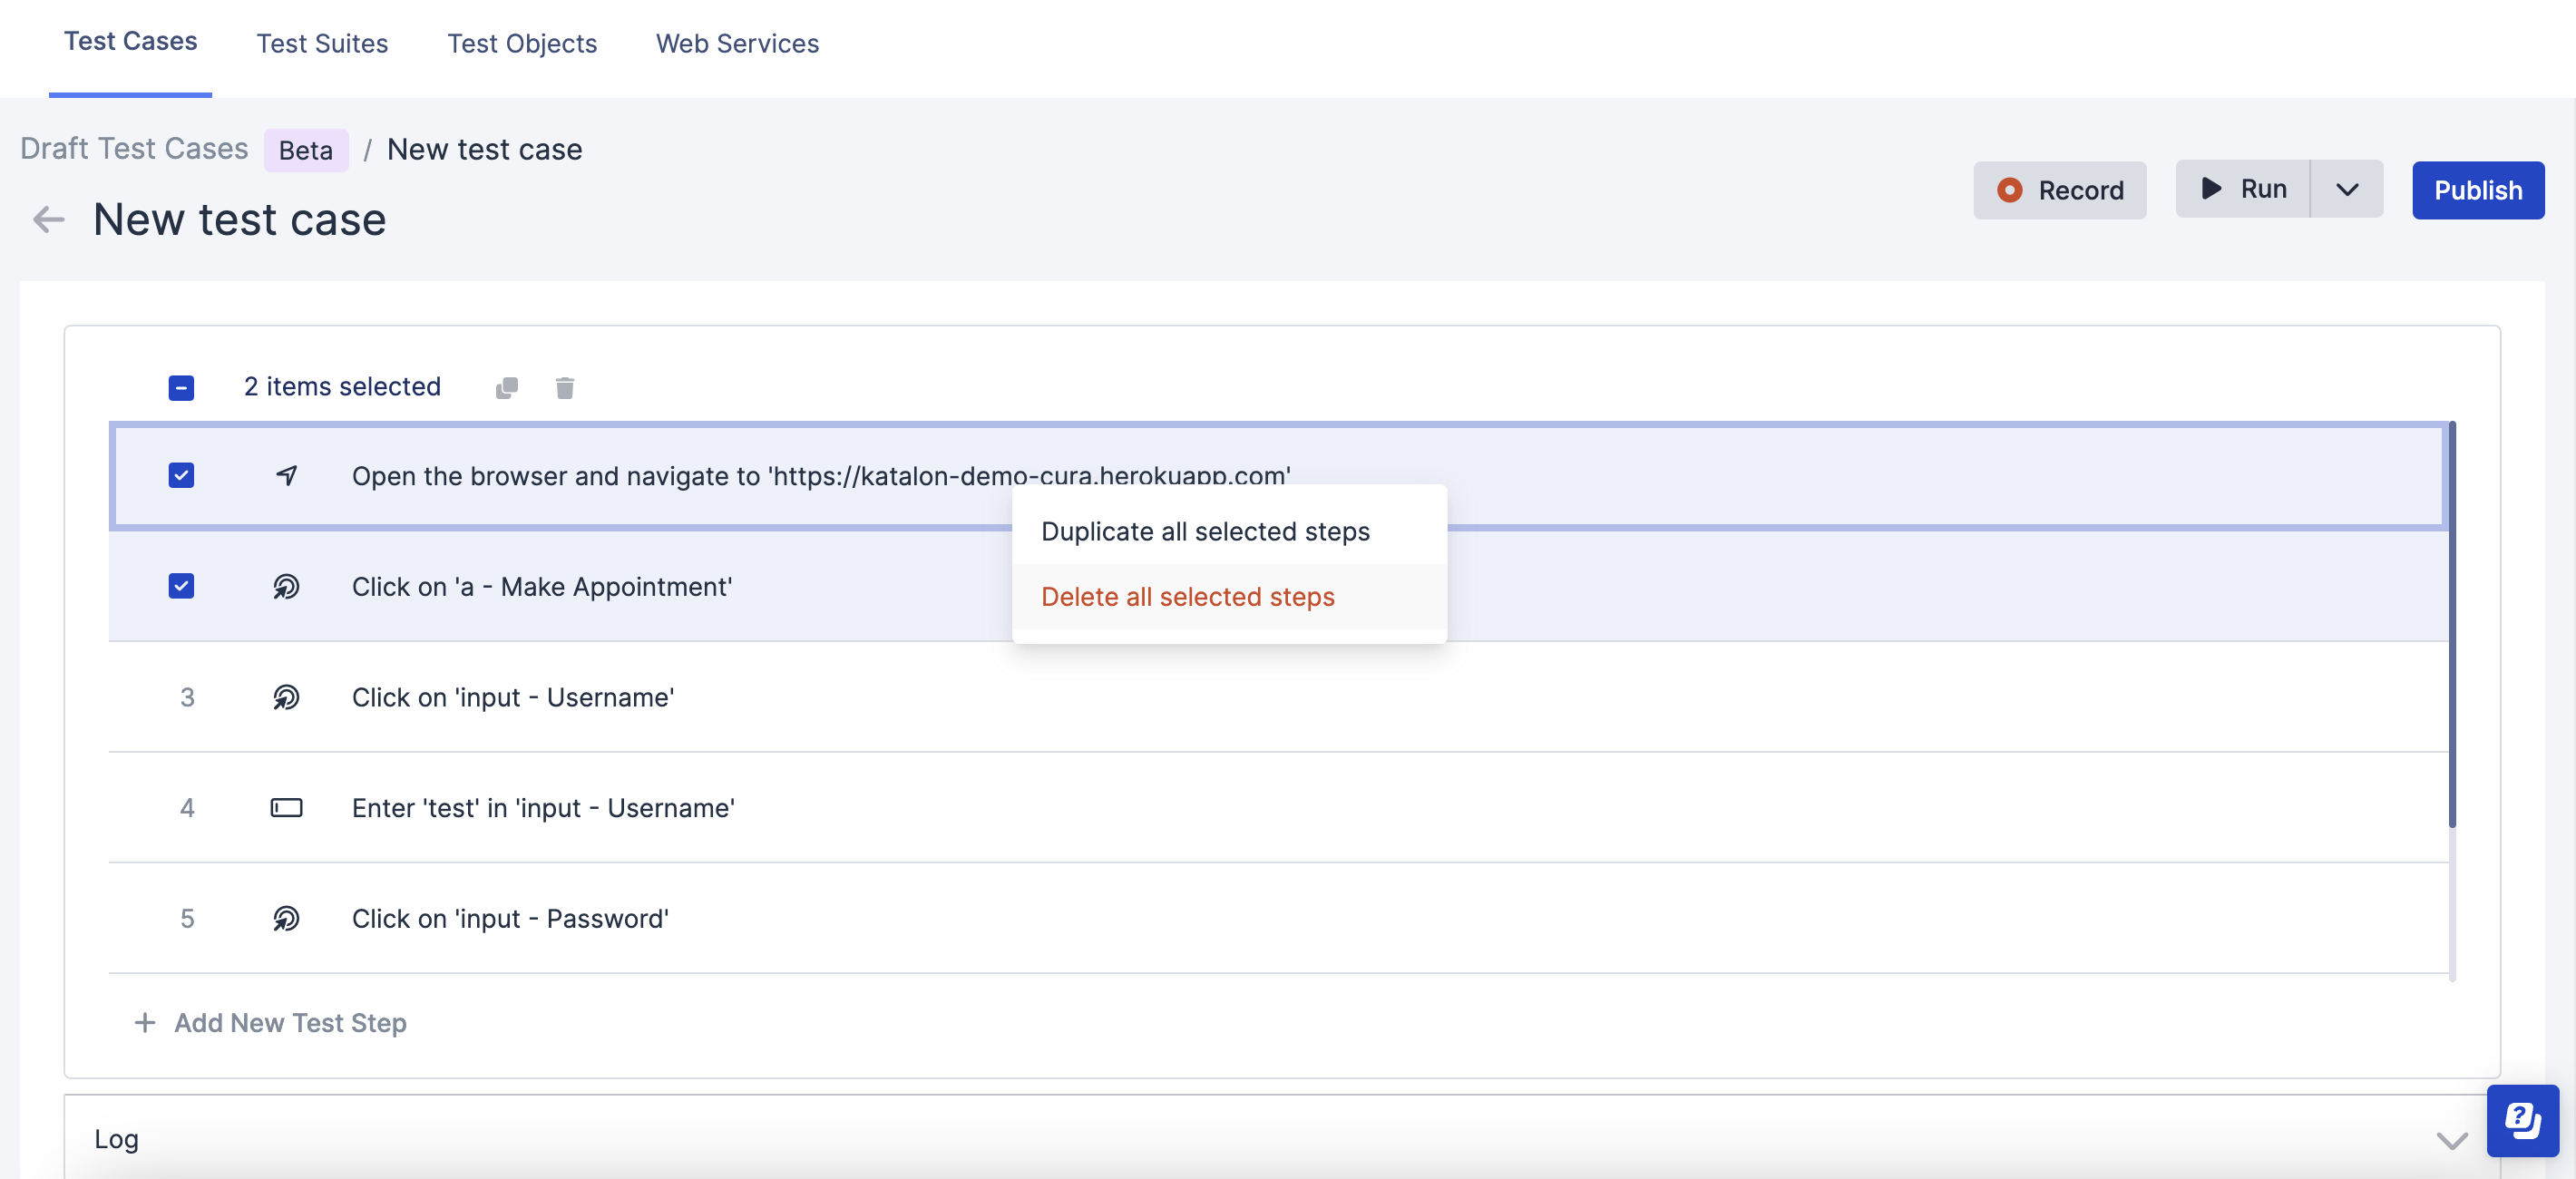 Test Cases Test Suites Test Objects Web Services
Draft Test Cases Beta / New test case
New test case
Record Run Publish
2 items selected
Open the browser and navigate to 'https://katalon-demo-cura.herokuapp.com'
Duplicate all selected steps
Click on 'a - Make Appointment'
Delete all selected steps
3 Click on 'input - Username'
4 Enter 'test' in 'input - Username'
5 Click on 'input - Password'
+ Add New Test Step
Log